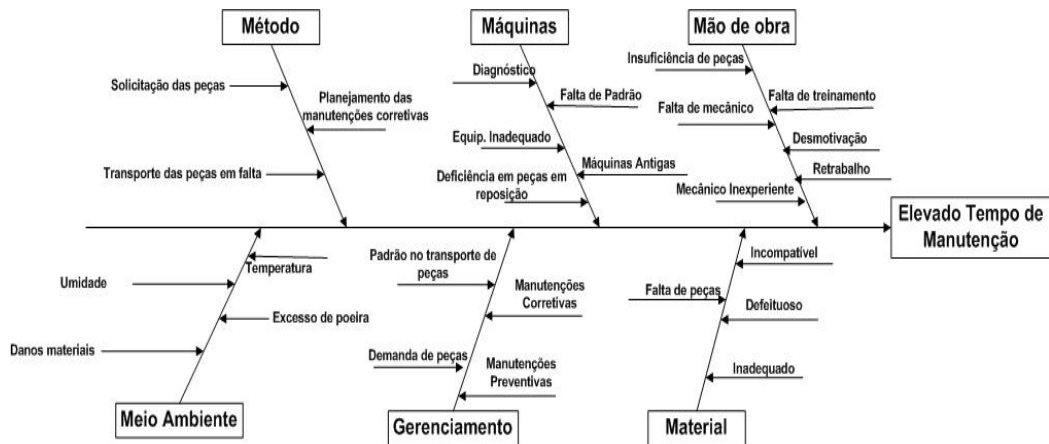 Método
Máquinas
Mão de obra
Solicitação das peças
Planejamento das
manutenções corretivas
Transporte das peças em falta
Diagnóstico
Falta de Padrão
Equip. Inadequado
Máquinas Antigas
Deficiência em peças em
reposição
Insuficiência de peças
Falta de treinamento
Falta de mecânico
Desmotivação
Retrabalho
Mecânico Inexperiente
Elevado Tempo de
Manutenção
Temperatura
Umidade
Excesso de poeira
Danos materiais
Padrão no transporte de
peças
Manutenções
Corretivas
Demanda de peças
Manutenções
Preventivas
Incompatível
Falta de peças
Defeituoso
Inadequado
Meio Ambiente
Gerenciamento
Material